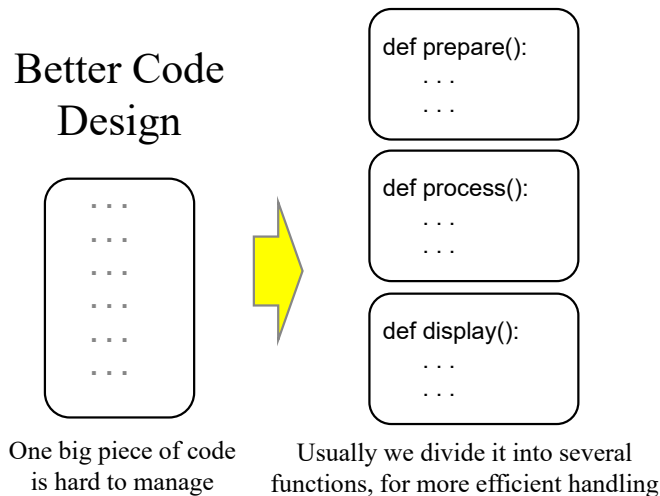 Better Code
Design
. . .
. . .
. . .
. . .
. . .
. . .
One big piece of code
is hard to manage
def prepare():
. . .
. . .
def process():
. . .
. . .
def display():
. . .
. . .
Usually we divide it into several
functions, for more efficient handling